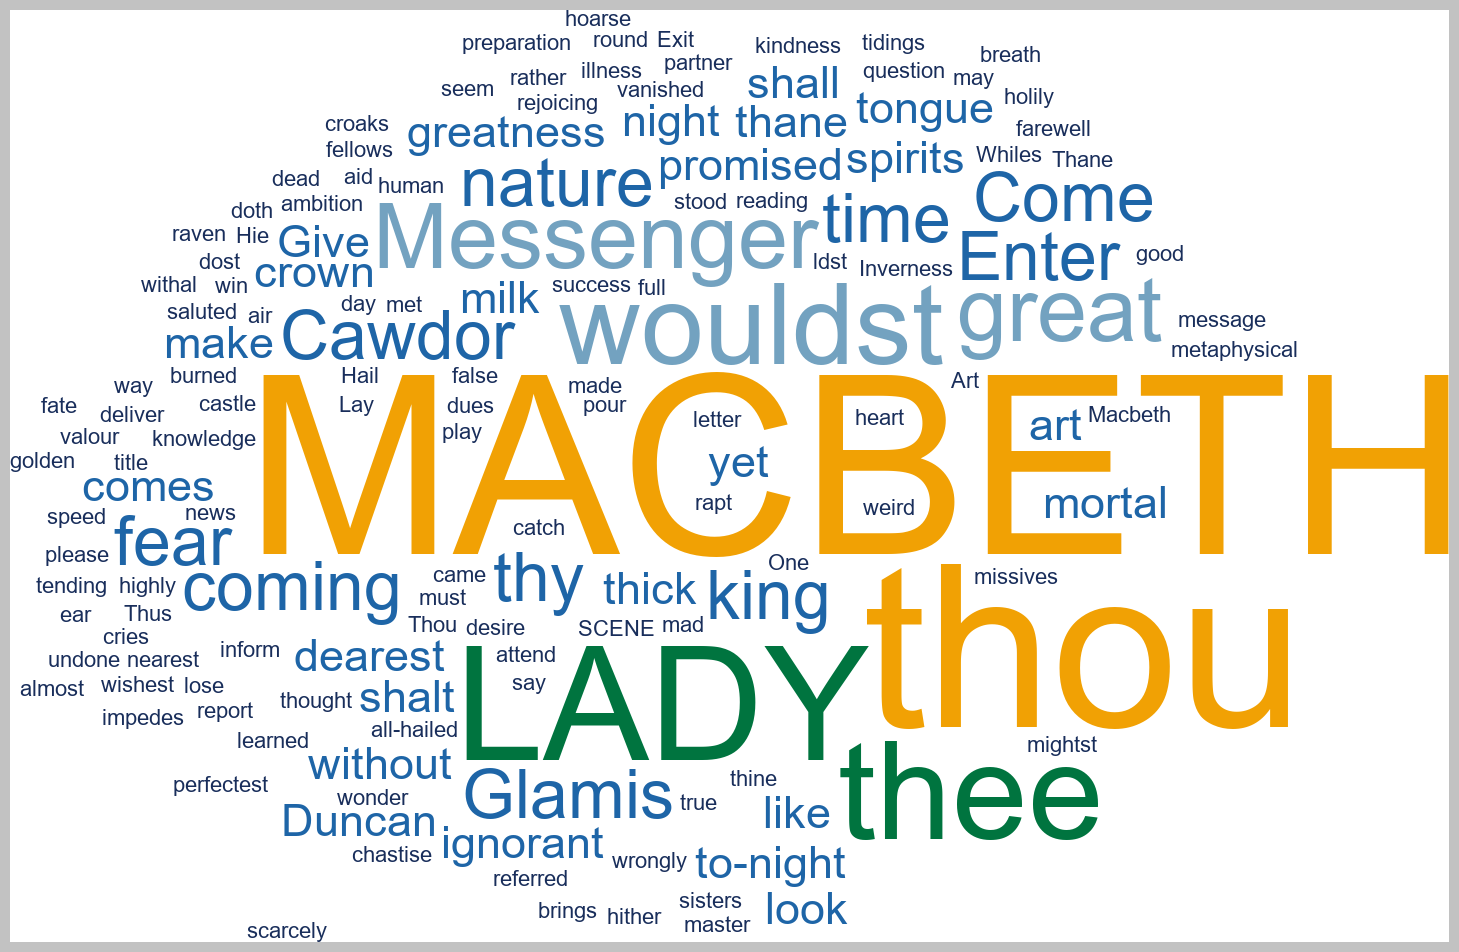 hoarse
preparation round Exit kindness tidings
partner breath
seem rather illness vanished shall question may
rejoicing night thane tongue holily
croaks greatness farewell
fellows promised spirits Whiles Thane
dead aid human nature Come
doth ambition stood reading time
raven Hie Give Messenger Enter good
dost crown ldst Inverness
withal win day met milk success full wouldst great
saluted air Cawdor message
make metaphysical
burned Hail false made Art
way
fate deliver castle Lay dues pour letter heart art Macbeth
valour knowledge play MACBETH
golden title yet
comes rapt weird mortal
speed news catch
fear
please One
tending highly coming came thy thick king missives
ear Thus must thou
cries Thou desire SCENE mad
undone nearest inform dearest attend
almost wishest lose thought shalt say LADY
impedes report all-hailed
learned mightst
without thee
perfectest wonder Glamis true thine
Duncan like
chastise ignorant wrongly to-night
referred
brings hither sisters look
master
scarcely